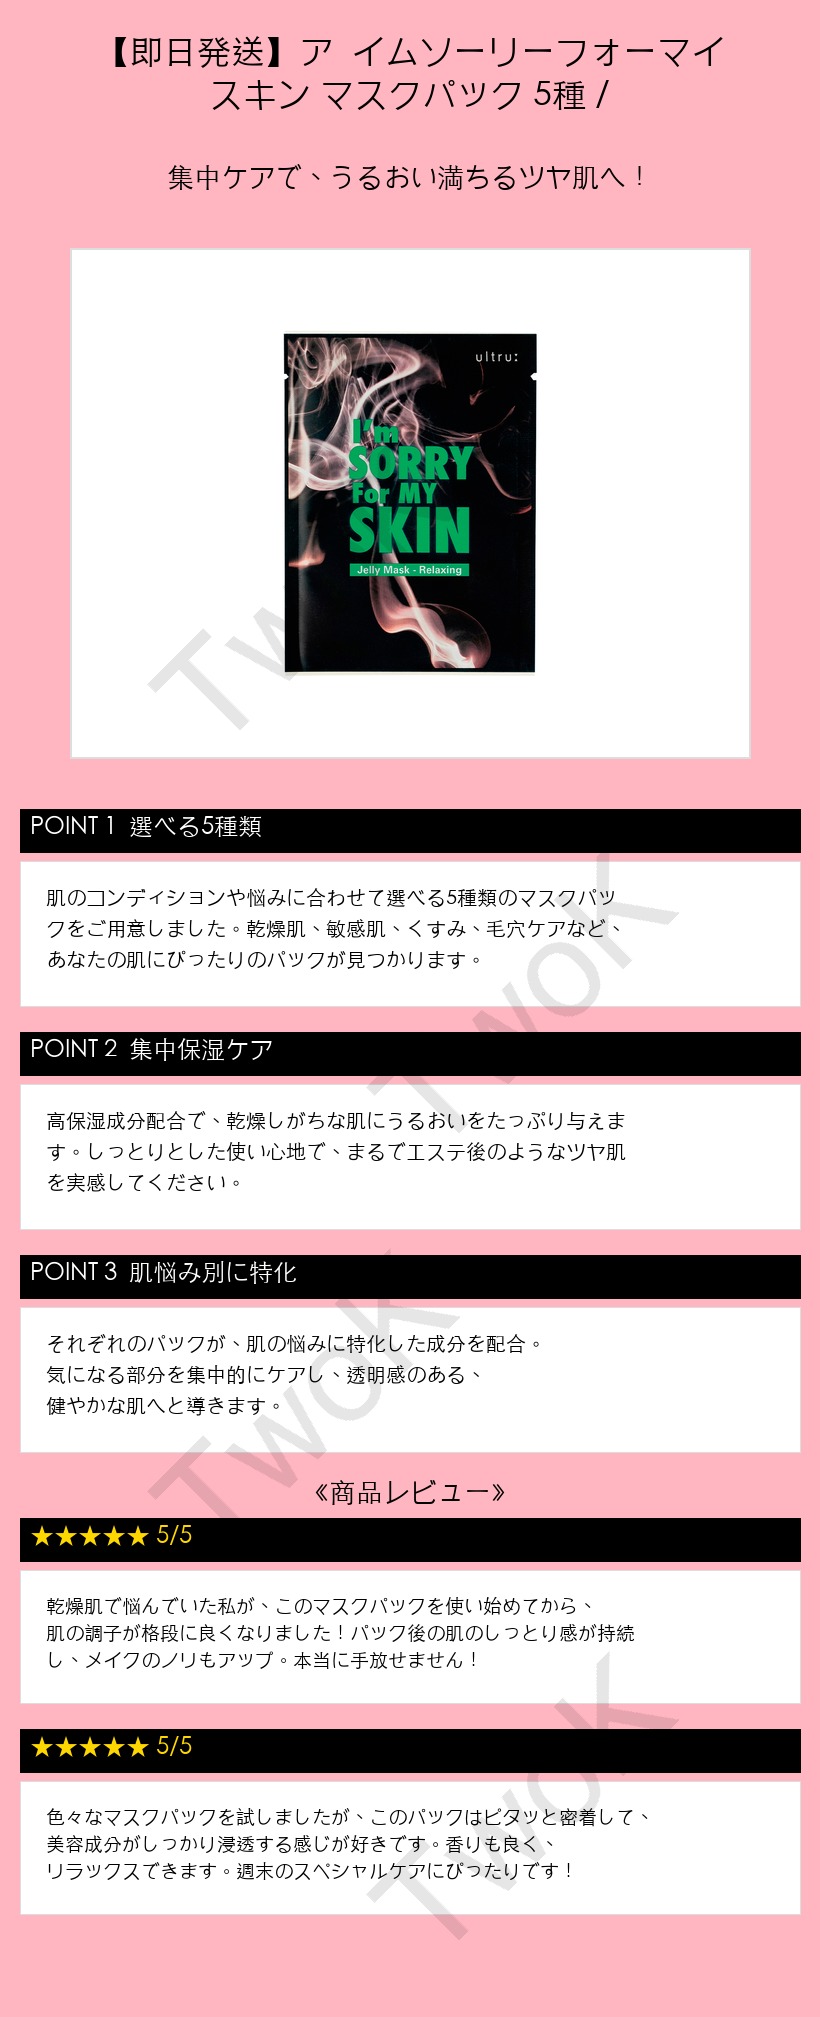 【即日発送】ア イムソーリーフォーマイ
スキン マスクパック 5種 /
集中ケアで、うるおい満ちるツヤ肌へ！
ultru:
I'm
SORRY
For MY
SKIN
Jelly Mask - Relaxing
Tw
POINT 1 選べる5種類
肌のコンディションや悩みに合わせて選べる5種類のマスクパッ
クをご用意しました。乾燥肌、敏感肌、くすみ、毛穴ケアなど、
あなたの肌にぴったりのパックが見つかります。
TwoK
POINT 2 集中保湿ケア
高保湿成分配合で、乾燥しがちな肌にうるおいをたっぷり与えま
す。しっとりとした使い心地で、まるでエステ後のようなツヤ肌
を実感してください。
POINT 3 肌悩み別に特化
それぞれのパックが、肌の悩みに特化した成分を配合。
気になる部分を集中的にケアし、透明感のある、
健やかな肌へと導きます。
TwoK
《商品レビュー》
★★★★★ 5/5
乾燥肌で悩んでいた私が、このマスクパックを使い始めてから、
肌の調子が格段に良くなりました！パック後の肌のしっとり感が持続
し、メイクのノリもアップ。本当に手放せません！
★★★★★ 5/5
色々なマスクパックを試しましたが、このパックはピタッと密着して、
美容成分がしっかり浸透する感じが好きです。香りも良く、
リラックスできます。週末のスペシャルケアにぴったりです！
TwoK